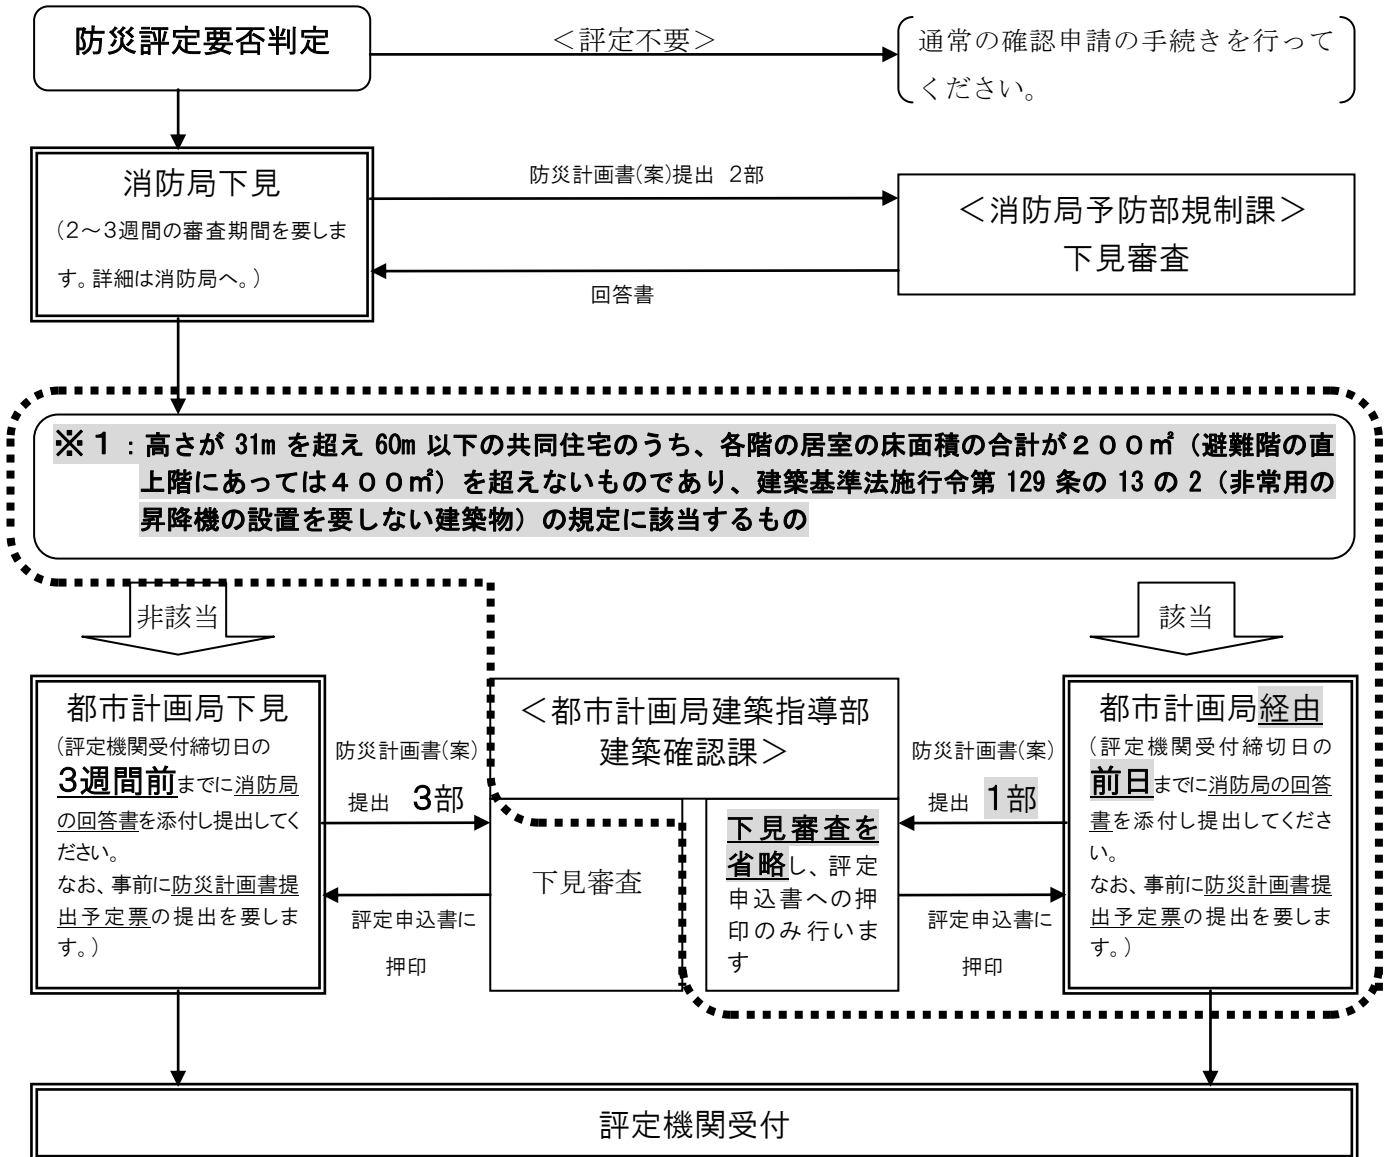 防災評定要否判定
＜評定不要＞
通常の確認申請の手続きを行って
ください。
消防局下見
（２～３週間の審査期間を要しま
す。詳細は消防局へ。）
防災計画書(案)提出 2部
＜消防局予防部規制課＞
下見審査
回答書
※１：高さが 31m を超え 60m 以下の共同住宅のうち、各階の居室の床面積の合計が２００㎡（避難階の直
上階にあっては４００㎡）を超えないものであり、建築基準法施行令第 129 条の 13 の 2（非常用の
昇降機の設置を要しない建築物）の規定に該当するもの
非該当
該当
都市計画局下見
（評定機関受付締切日の
３週間前までに消防局
の回答書を添付し提出してく
ださい。
なお、事前に防災計画書提
出予定票の提出を要しま
す。）
防災計画書(案)
提出 3部
評定申込書に
押印
＜都市計画局建築指導部
建築確認課＞
下見審査
下見審査を
省略し、評定
申込書への押
印のみ行いま
す
防災計画書(案)
提出 1部
評定申込書に
押印
都市計画局経由
（評定機関受付締切日の
前日までに消防局の回答
書を添付し提出してくださ
い。
なお、事前に防災計画書提
出予定票の提出を要しま
す。）
評定機関受付